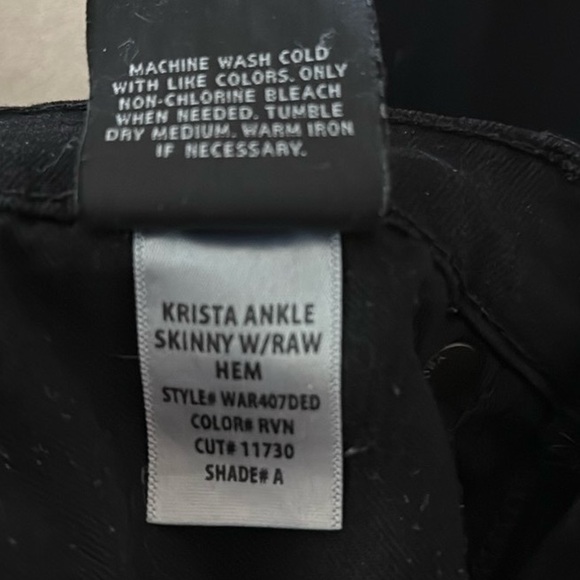 MACHINE WASH COLD
WITH LIKE COLORS. ONLY
NON-CHLORINE BLEACH
WHEN NEEDED. TUMBLE
DRY MEDIUM. WARM IRON
IF NECESSARY.
KRISTA ANKLE
SKINNY W/RAW
HEM
STYLE# WAR407DED
COLOR# RVN
CUT# 11730
SHADE# A